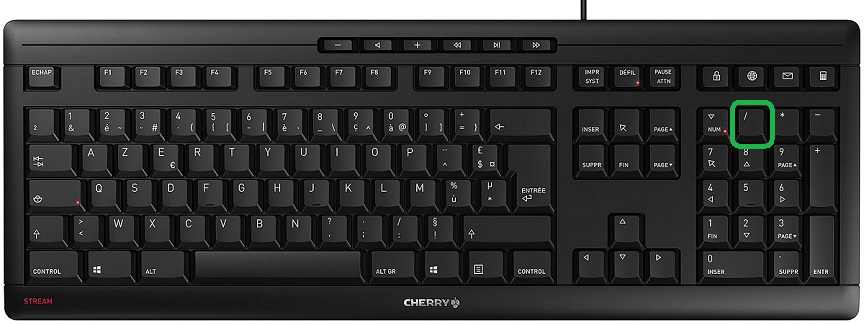 − +
ECHAP F1 F2 F3 F4 F5 F6 F7 F8 F9 F10 F11 F12 IMPR SYST DÉFIL PAUSE ATTN
² 1 & 2 é ~ 3 " # 4 ' { 5 ( [ 6 - | 7 è ` 8 _ \ 9 ç ^ 0 à @ ° ) ] + = } INSER PAGE NUM / * −
A Z E € R T Y U I O P ¨ ^ £ $ ¤ ENTRÉE SUPPR FIN PAGE 7 8 9 PAGE +
Q S D F G H J K L M % ù µ * 4 5 6
> < W X C V B N ? , . ; / : § ! 1 FIN 2 3 PAGE
CONTROL ALT ALT GR CONTROL 0 INSER . SUPPR ENTR
STREAM CHERRY